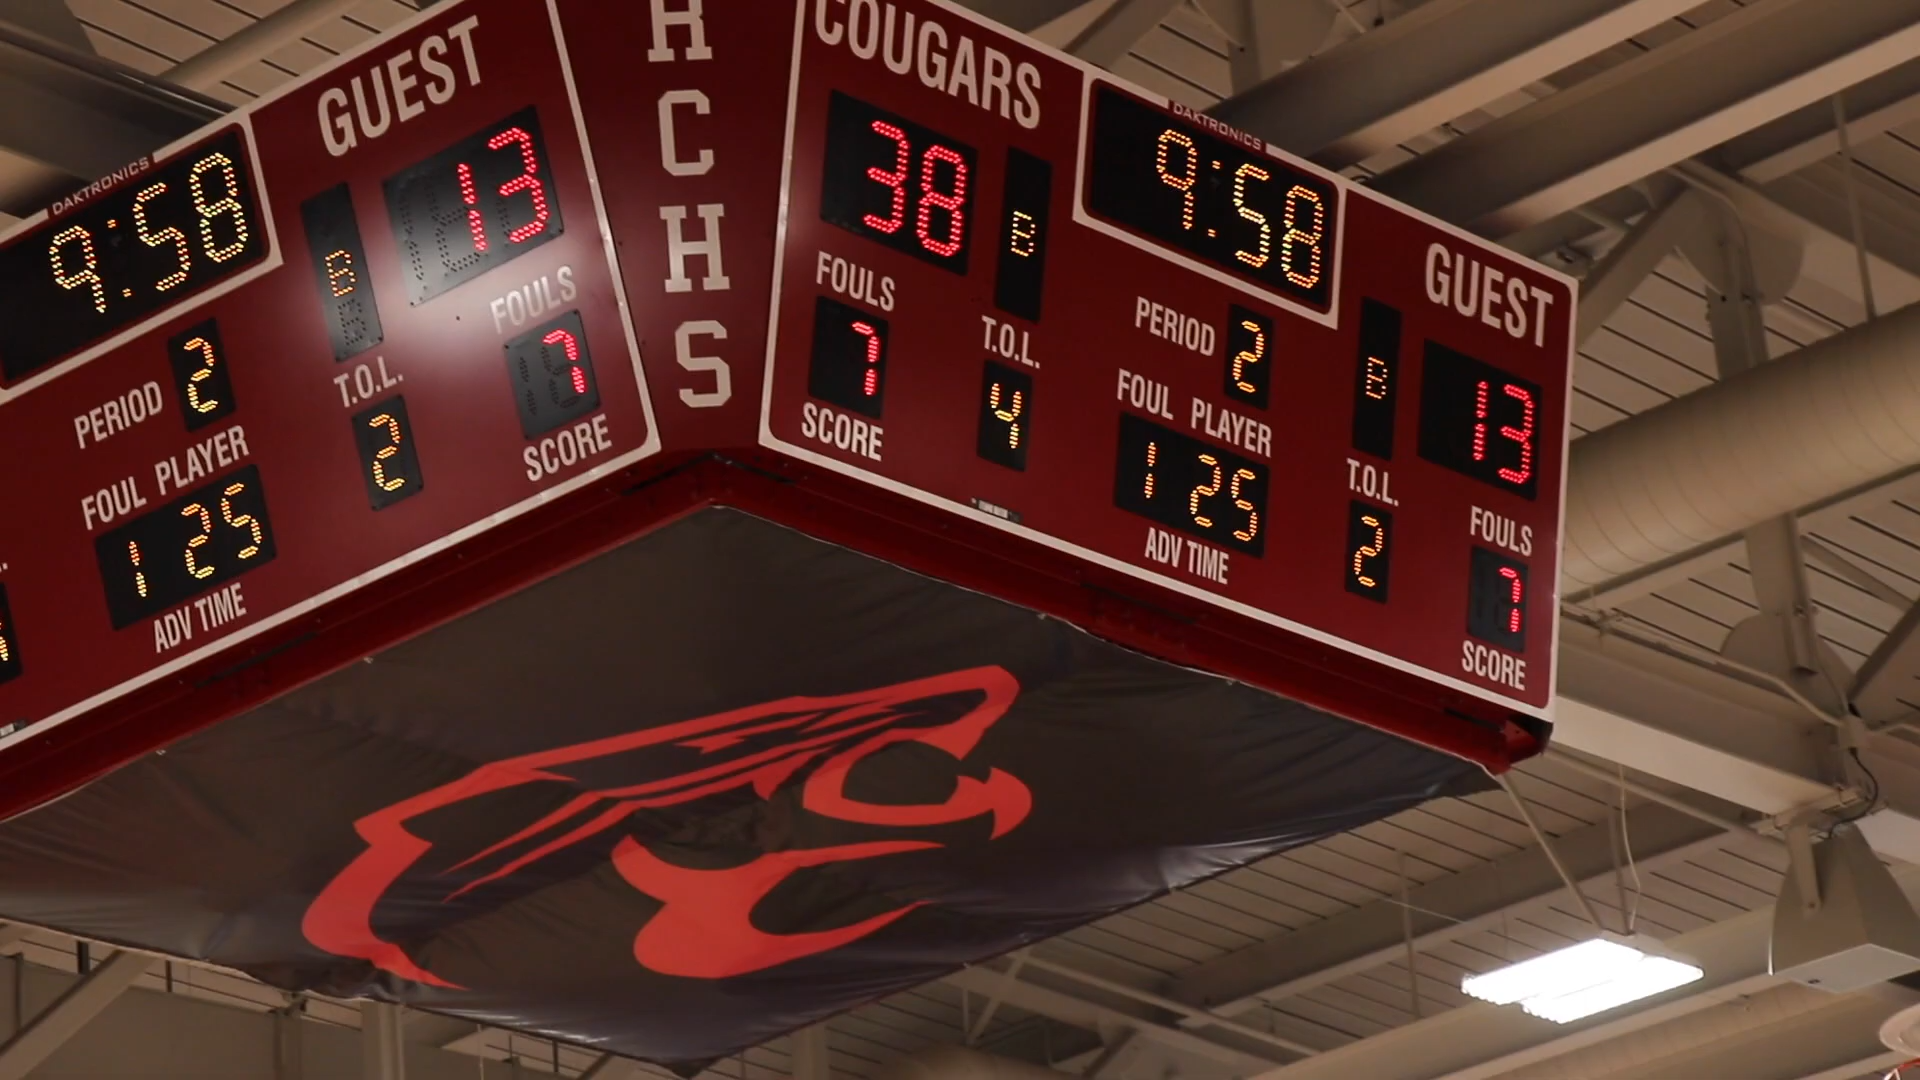 DAKTRONICS
GUEST
9:58
B
13
PERIOD 2
T.O.L.
2
FOULS
7
FOUL PLAYER
1 25
ADV TIME
SCORE
R
C
H
S
COUGARS
38
B
DAKTRONICS
9:58
GUEST
FOULS
7
T.O.L.
4
SCORE
PERIOD 2
FOUL PLAYER
1 25
ADV TIME
B
13
T.O.L.
2
FOULS
7
SCORE